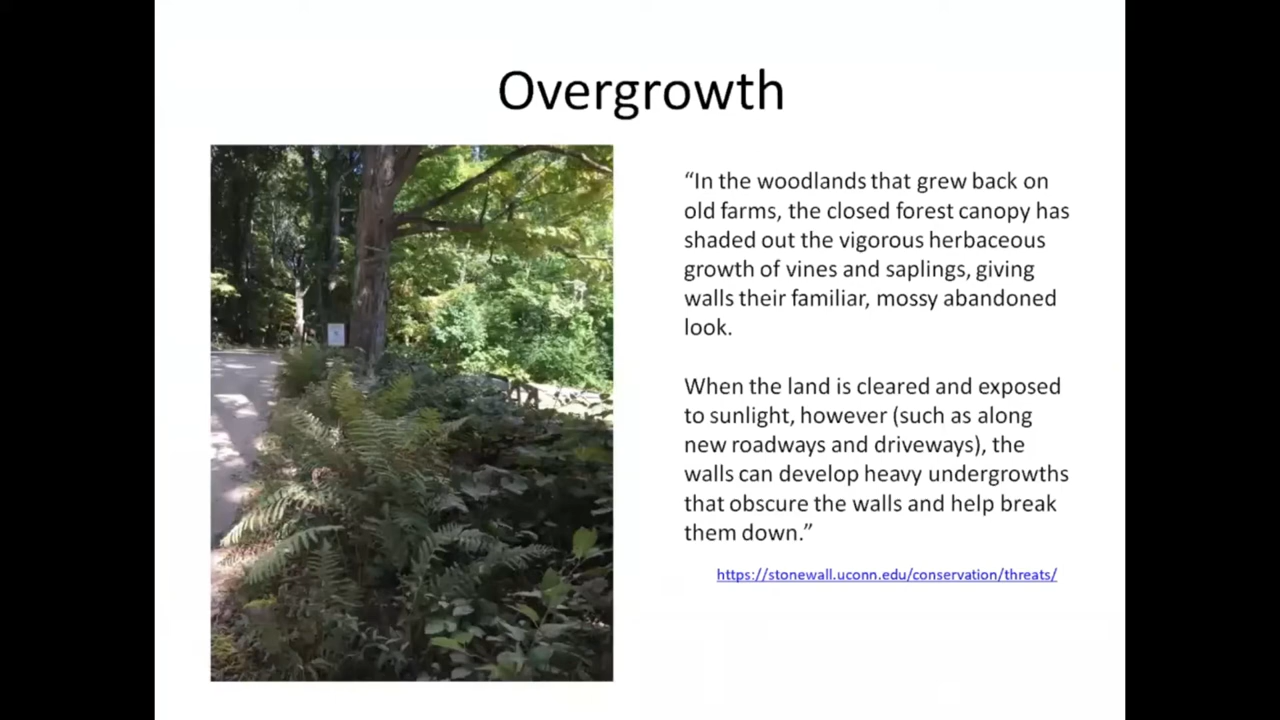 Overgrowth
“In the woodlands that grew back on
old farms, the closed forest canopy has
shaded out the vigorous herbaceous
growth of vines and saplings, giving
walls their familiar, mossy abandoned
look.
When the land is cleared and exposed
to sunlight, however (such as along
new roadways and driveways), the
walls can develop heavy undergrowths
that obscure the walls and help break
them down.”
https://stonewall.uconn.edu/conservation/threats/